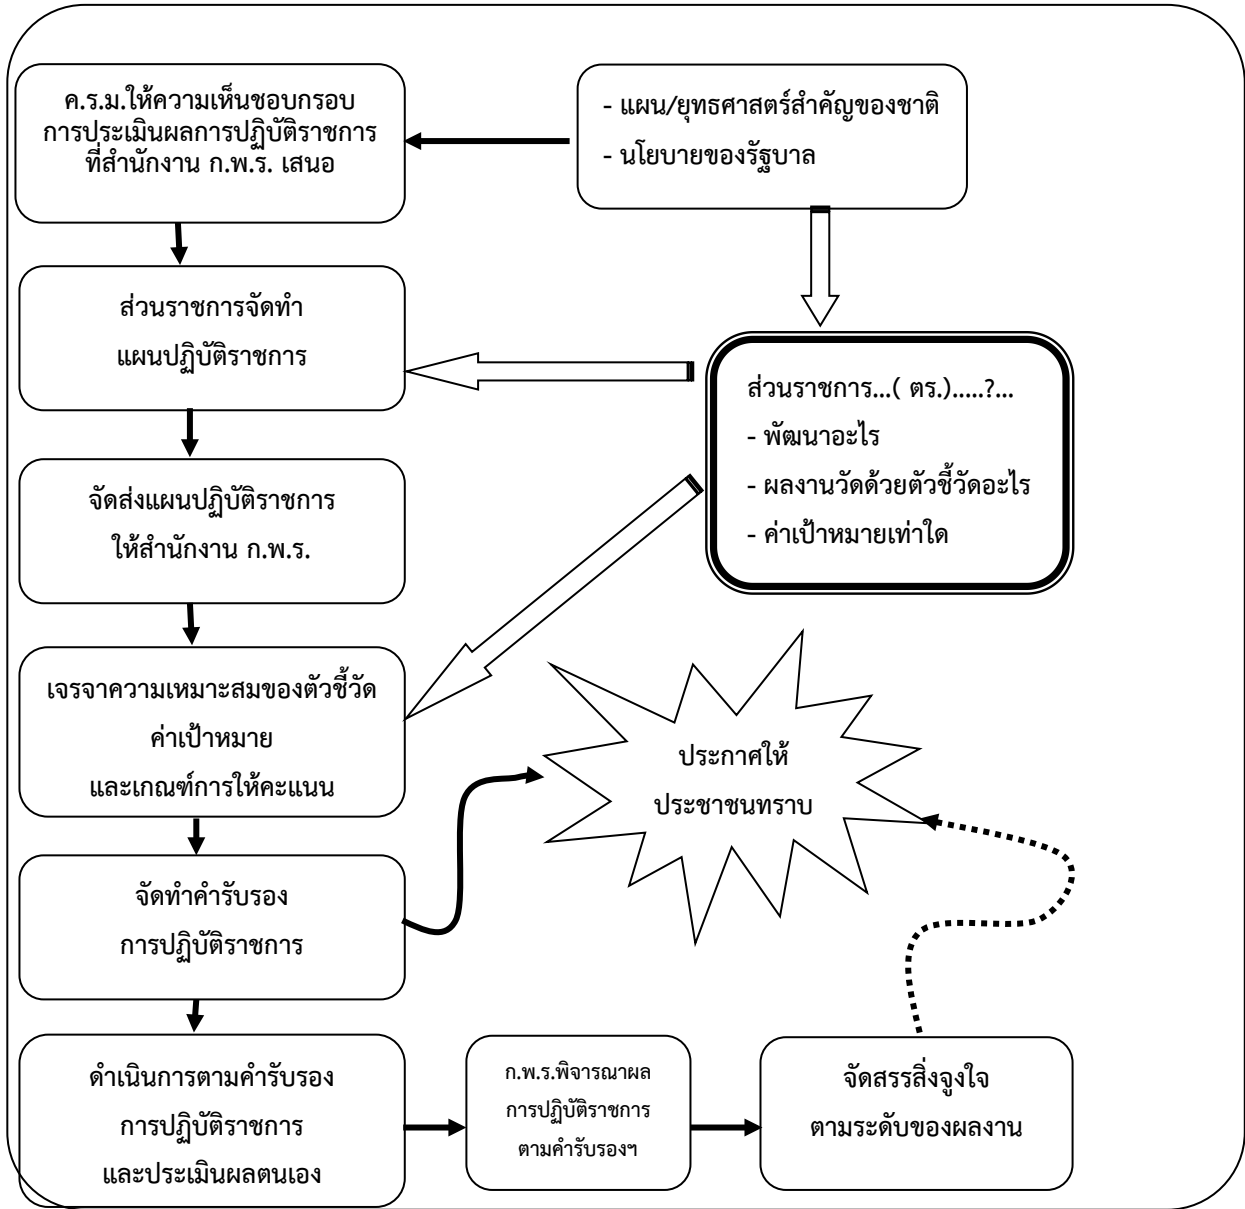 ค.ร.ม.ให้ความเห็นชอบกรอบ
การประเมินผลการปฏิบัติราชการ
ที่สำนักงาน ก.พ.ร. เสนอ
- แผน/ยุทธศาสตร์สำคัญของชาติ
- นโยบายของรัฐบาล
ส่วนราชการจัดทำ
แผนปฏิบัติราชการ
ส่วนราชการ...( ตร.).....?...
- พัฒนาอะไร
- ผลงานวัดด้วยตัวชี้วัดอะไร
- ค่าเป้าหมายเท่าใด
จัดส่งแผนปฏิบัติราชการ
ให้สำนักงาน ก.พ.ร.
เจรจาความเหมาะสมของตัวชี้วัด
ค่าเป้าหมาย
และเกณฑ์การให้คะแนน
ประกาศให้
ประชาชนทราบ
จัดทำคำรับรอง
การปฏิบัติราชการ
ดำเนินการตามคำรับรอง
การปฏิบัติราชการ
และประเมินผลตนเอง
ก.พ.ร.พิจารณาผล
การปฏิบัติราชการ
ตามคำรับรองฯ
จัดสรรสิ่งจูงใจ
ตามระดับของผลงาน